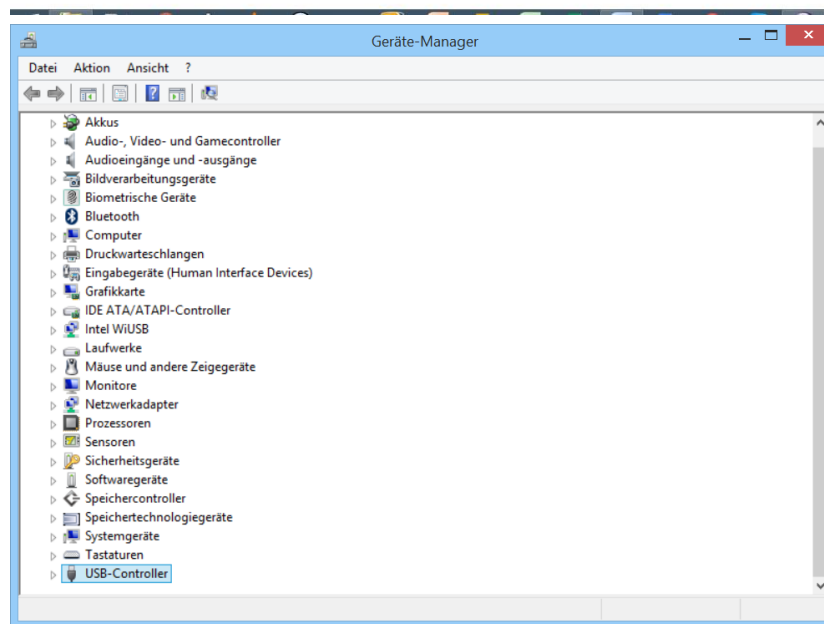 Geräte-Manager
Datei Aktion Ansicht ?
Akkus
Audio-, Video- und Gamecontroller
Audioeingänge und -ausgänge
Bildverarbeitungsgeräte
Biometrische Geräte
Bluetooth
Computer
Druckwarteschlangen
Eingabegeräte (Human Interface Devices)
Grafikkarte
IDE ATA/ATAPI-Controller
Intel WiUSB
Laufwerke
Mäuse und andere Zeigegeräte
Monitore
Netzwerkadapter
Prozessoren
Sensoren
Sicherheitsgeräte
Softwaregeräte
Speichercontroller
Speichertechnologiegeräte
Systemgeräte
Tastaturen
USB-Controller